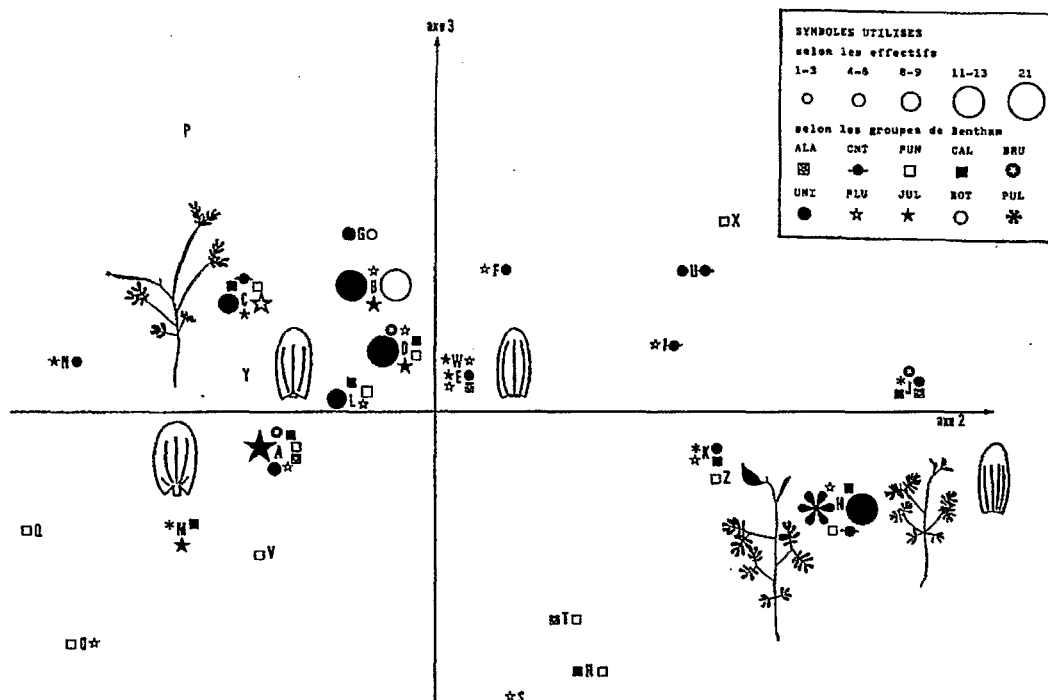 axe 3
SYMBOLES UTILISES
selon les effectifs
1-3 4-6 8-9 11-13 21
selon les groupes de Bentham
ALA CNT PUN CAL BRU
UNI PLU JUL ROT PUL
P
X
G
F
U
B
C
D
I
N
W
Y
E
J
L
axe 2
A
K
Z
H
M
Q
V
T
O
R
S